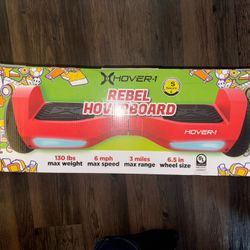 HOVER-1
REBEL
HOVERBOARD
HOVER-1
130 lbs
max weight
6 mph
max speed
3 miles
max range
6.5 in
wheel size